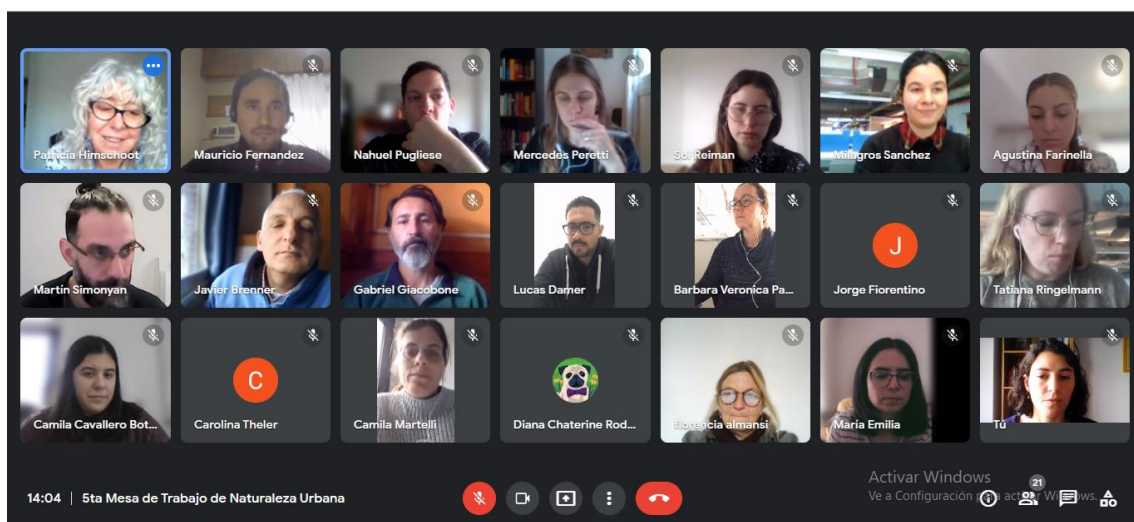 Patricia Himschoot
Mauricio Fernandez
Nahuel Pugliese
Mercedes Peretti
Sol Reiman
Milagros Sanchez
Agustina Farinella
Martín Simonyan
Javier Brenner
Gabriel Giacobone
Lucas Damer
Barbara Veronica Pa...
J
Jorge Fiorentino
Tatiana Ringelmann
Camila Cavallero Bot...
C
Carolina Theler
Camila Martelli
Diana Chaterine Rod...
florencia almansi
Maria Emilia
Tú
14:04 | 5ta Mesa de Trabajo de Naturaleza Urbana
Activar Windows
Ve a Configuración para activar Windows.
21